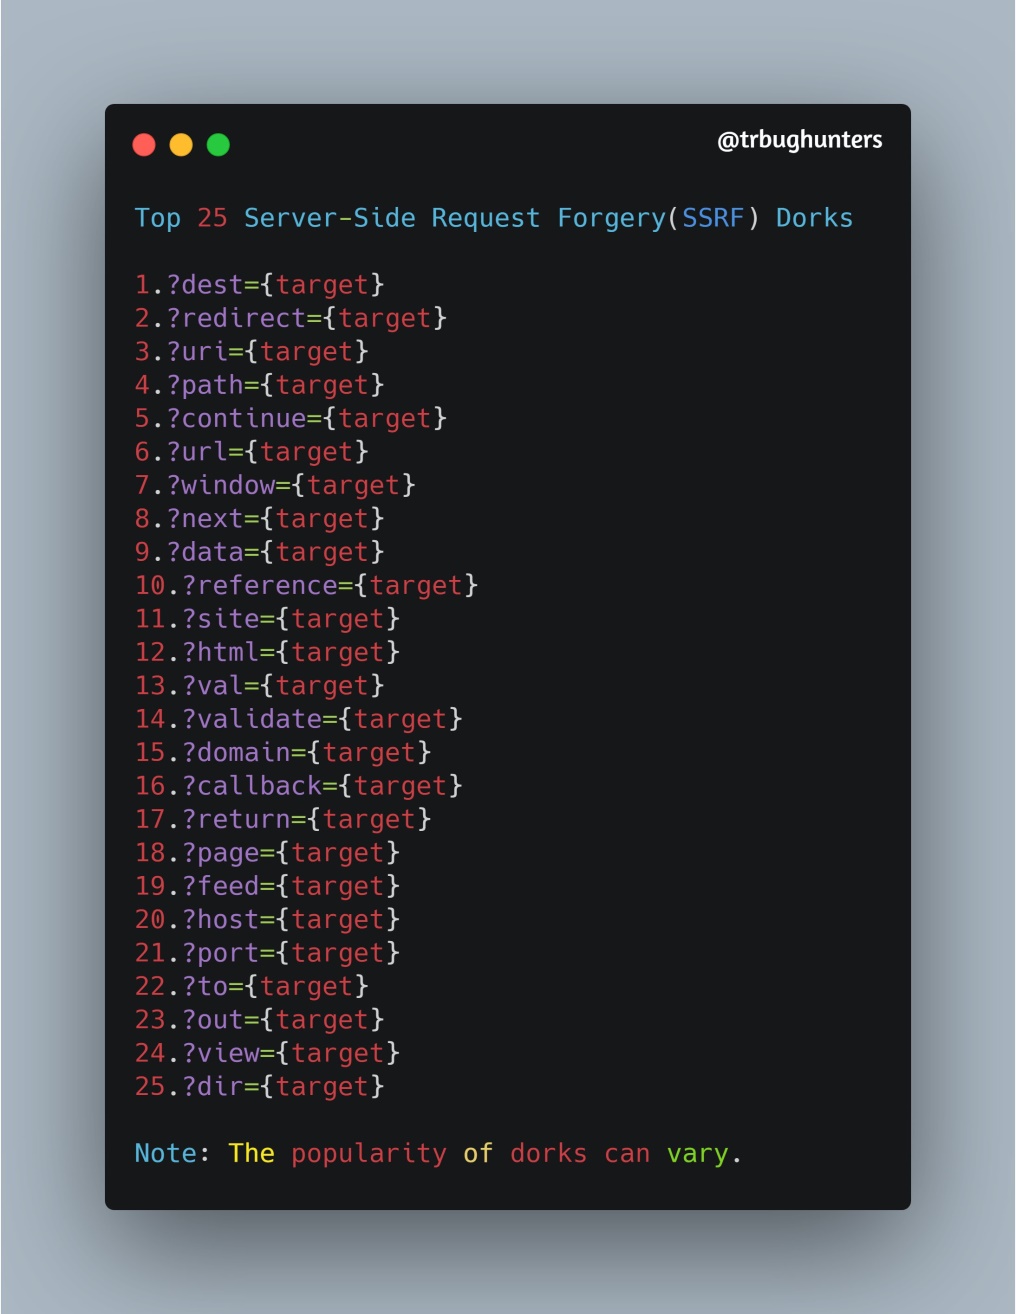 @trbughunters
Top 25 Server-Side Request Forgery(SSRF) Dorks
1.?dest={target}
2.?redirect={target}
3.?uri={target}
4.?path={target}
5.?continue={target}
6.?url={target}
7.?window={target}
8.?next={target}
9.?data={target}
10.?reference={target}
11.?site={target}
12.?html={target}
13.?val={target}
14.?validate={target}
15.?domain={target}
16.?callback={target}
17.?return={target}
18.?page={target}
19.?feed={target}
20.?host={target}
21.?port={target}
22.?to={target}
23.?out={target}
24.?view={target}
25.?dir={target}
Note: The popularity of dorks can vary.